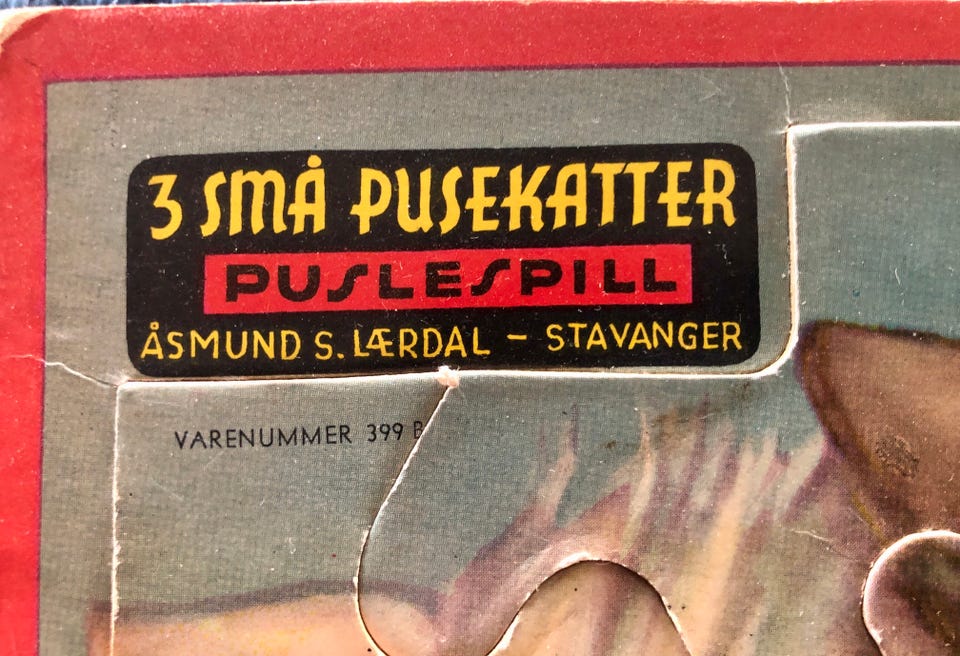 3 SMÅ PUSEKATTER
PUSLESPILL
ÅSMUND S. LÆRDAL – STAVANGER
VARENUMMER 399 B